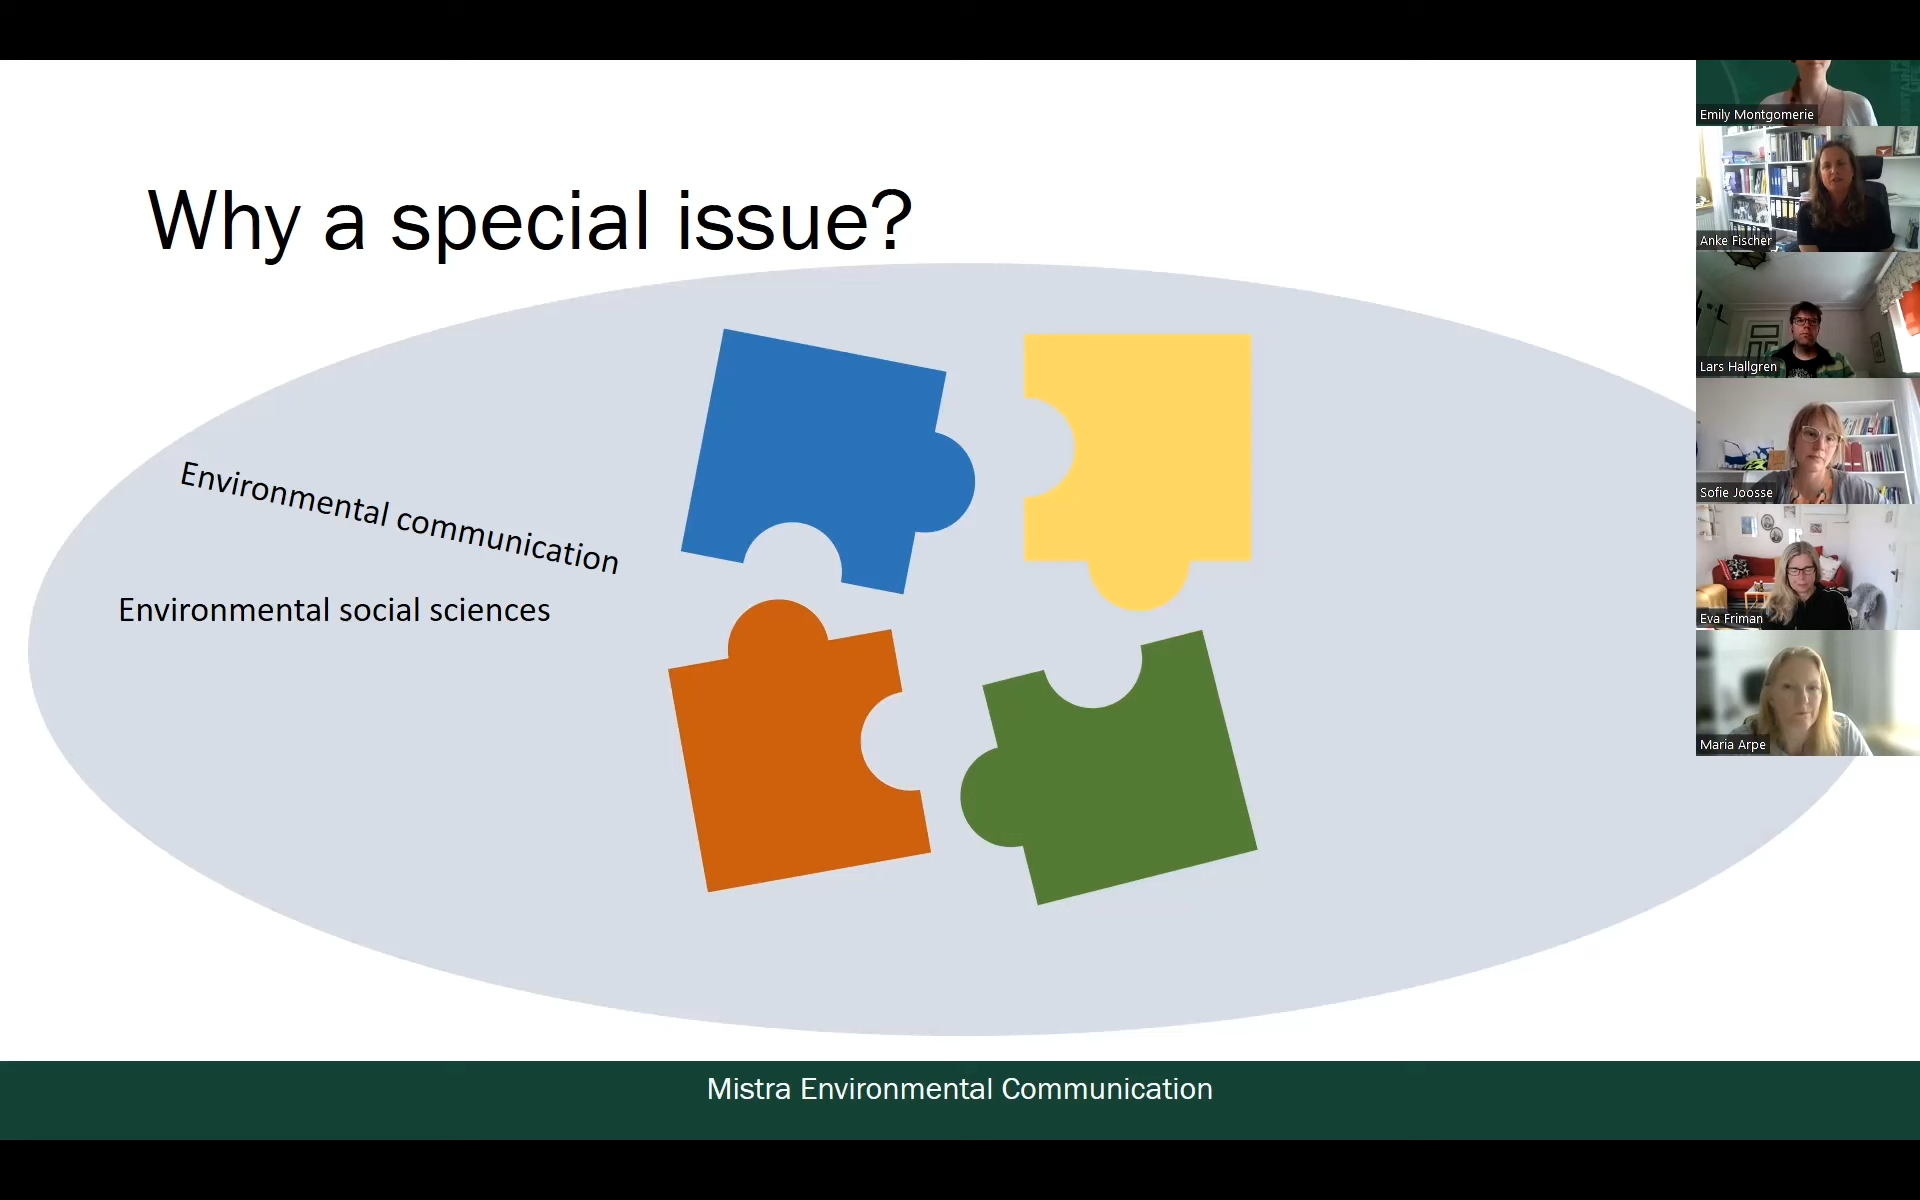 Why a special issue?
Environmental communication
Environmental social sciences
Mistra Environmental Communication
Emily Montgomerie
Anke Fischer
Lars Hallgren
Sofie Joosse
Eva Friman
Maria Arpe